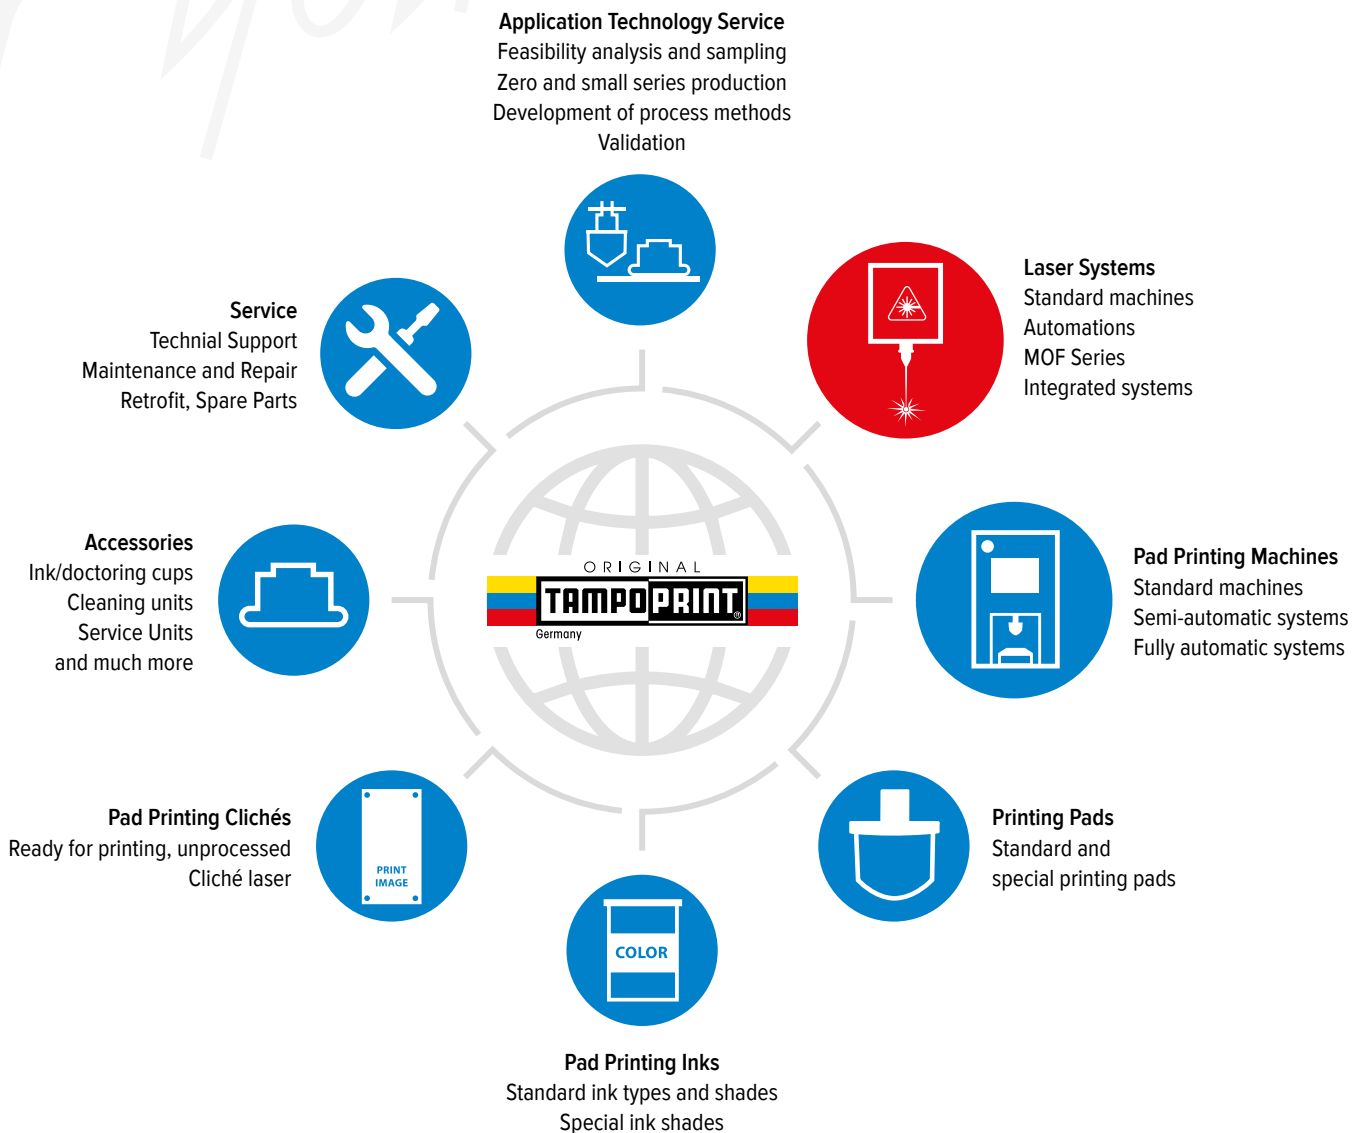 Application Technology Service
Feasibility analysis and sampling
Zero and small series production
Development of process methods
Validation
Laser Systems
Standard machines
Automations
MOF Series
Integrated systems
Service
Technial Support
Maintenance and Repair
Retrofit, Spare Parts
Accessories
Ink/doctoring cups
Cleaning units
Service Units
and much more
ORIGINAL
TAMPOPRINT®
Germany
Pad Printing Machines
Standard machines
Semi-automatic systems
Fully automatic systems
Pad Printing Clichés
Ready for printing, unprocessed
Cliché laser
PRINT
IMAGE
Printing Pads
Standard and
special printing pads
COLOR
Pad Printing Inks
Standard ink types and shades
Special ink shades